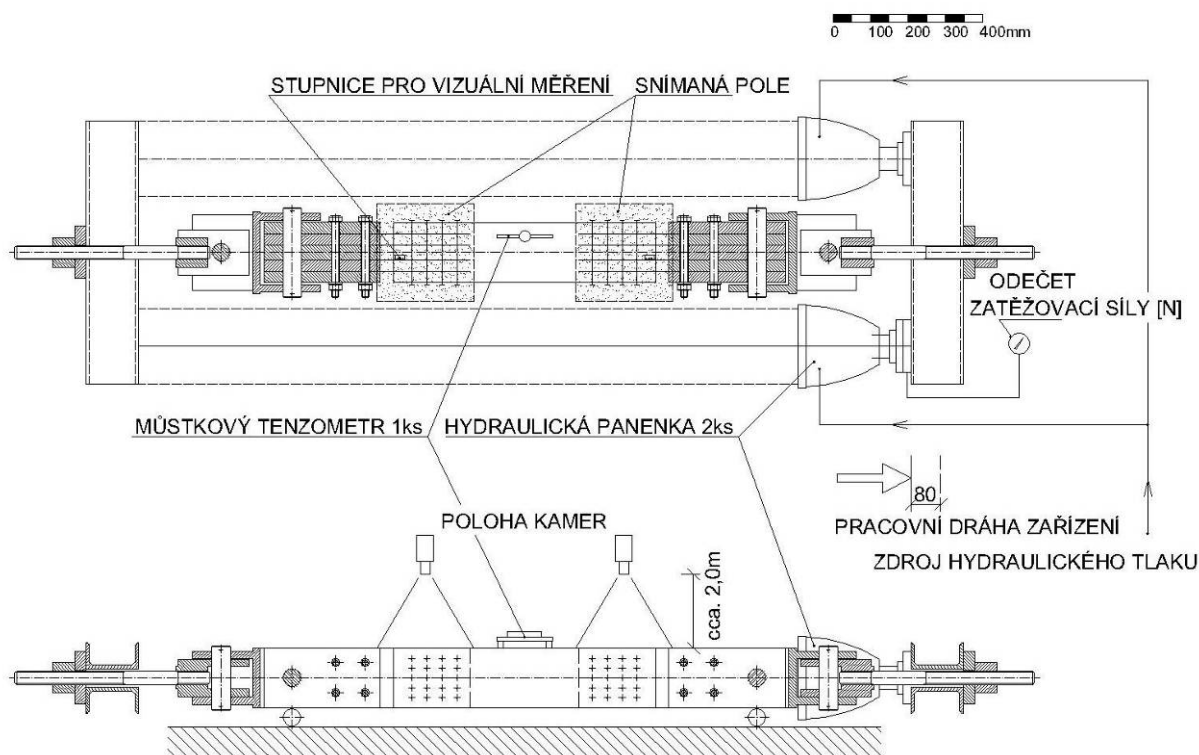 0 100 200 300 400mm
STUPNICE PRO VIZUÁLNÍ MĚŘENÍ
SNÍMANÁ POLE
ODEČET
ZATĚŽOVACÍ SÍLY [N]
MŮSTKOVÝ TENZOMETR 1ks
HYDRAULICKÁ PANENKA 2ks
80
POLOHA KAMER
PRACOVNÍ DRÁHA ZAŘÍZENÍ
ZDROJ HYDRAULICKÉHO TLAKU
cca. 2,0m